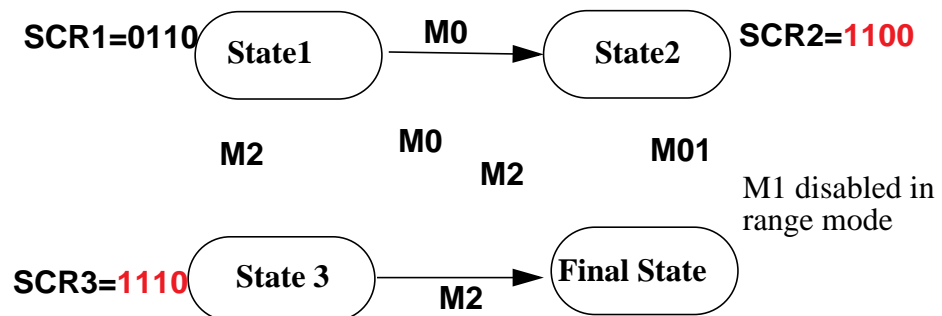 SCR1=0110 State1 M0 State2 SCR2=1100
M2 M0 M2 M01
M1 disabled in
range mode
SCR3=1110 State 3 M2 Final State